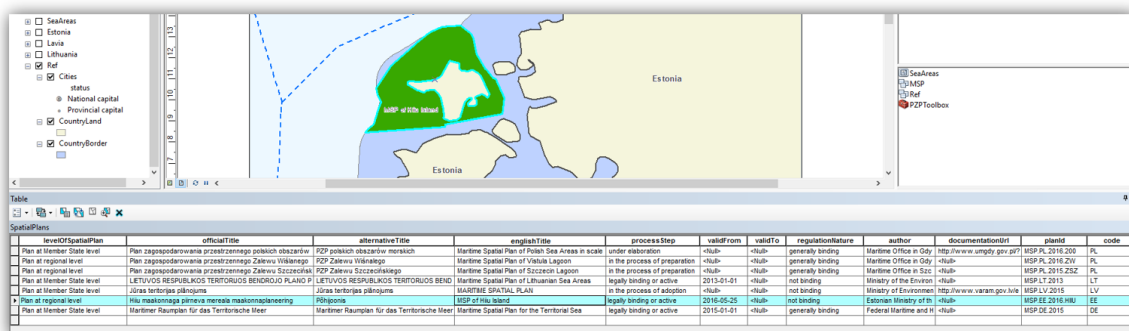 SeaAreas
Estonia
Lavia
Lithuania
Ref
Cities
status
National capital
Provincial capital
CountryLand
CountryBorder
MSP of Hiiu Island
Estonia
Estonia
SeaAreas
MSP
Ref
PZPToolbox
Table
SpatialPlans
levelOfSpatialPlan officialTitle alternativeTitle englishTitle processStep validFrom validTo regulationNature author documentationUrl planId code
Plan at Member State level Plan zagospodarowania przestrzennego polskich obszarów PZP polskich obszarów morskich Maritime Spatial Plan of Polish Sea Areas in scale under elaboration <Null> <Null> generally binding Maritime Office in Gdy http://www.umgdy.gov.pl/? MSP.PL.2016.200 PL
Plan at regional level Plan zagospodarowania przestrzennego Zalewu Wiślanego PZP Zalewu Wiślanego Maritime Spatial Plan of Vistula Lagoon in the process of preparation <Null> <Null> generally binding Maritime Office in Gdy <Null> MSP.PL.2016.ZW PL
Plan at regional level Plan zagospodarowania przestrzennego Zalewu Szczecińsk PZP Zalewu Szczecińskiego Maritime Spatial Plan of Szczecin Lagoon in the process of preparation <Null> <Null> generally binding Maritime Office in Szc <Null> MSP.PL.2015.ZSZ PL
Plan at Member State level LIETUVOS RESPUBLIKOS TERITORIJOS BENDROJO PLANO P LIETUVOS RESPUBLIKOS TERITORIJOS BEND Maritime Spatial Plan of Lithuanian Sea Areas legally binding or active 2013-01-01 <Null> not binding Ministry of the Environ <Null> MSP.LT.2013 LT
Plan at Member State level Jūras teritorijas plānojums Jūras teritorijas plānojums MARITIME SPATIAL PLAN in the process of adoption <Null> <Null> not binding Ministry of Environmen http://www.varam.gov.lv/e MSP.LV.2015 LV
Plan at regional level Hiiu maakonnaga piirneva mereala maakonnaplaneering Põhijoonis MSP of Hiiu Island legally binding or active 2016-05-25 <Null> not binding Estonian Ministry of th <Null> MSP.EE.2016.HIIU EE
Plan at Member State level Maritimer Raumplan für das Territorische Meer Maritimer Raumplan für das Territorische Meer Maritime Spatial Plan for the Territorial Sea legally binding or active 2015-01-01 <Null> generally binding Federal Maritime and H <Null> MSP.DE.2015 DE